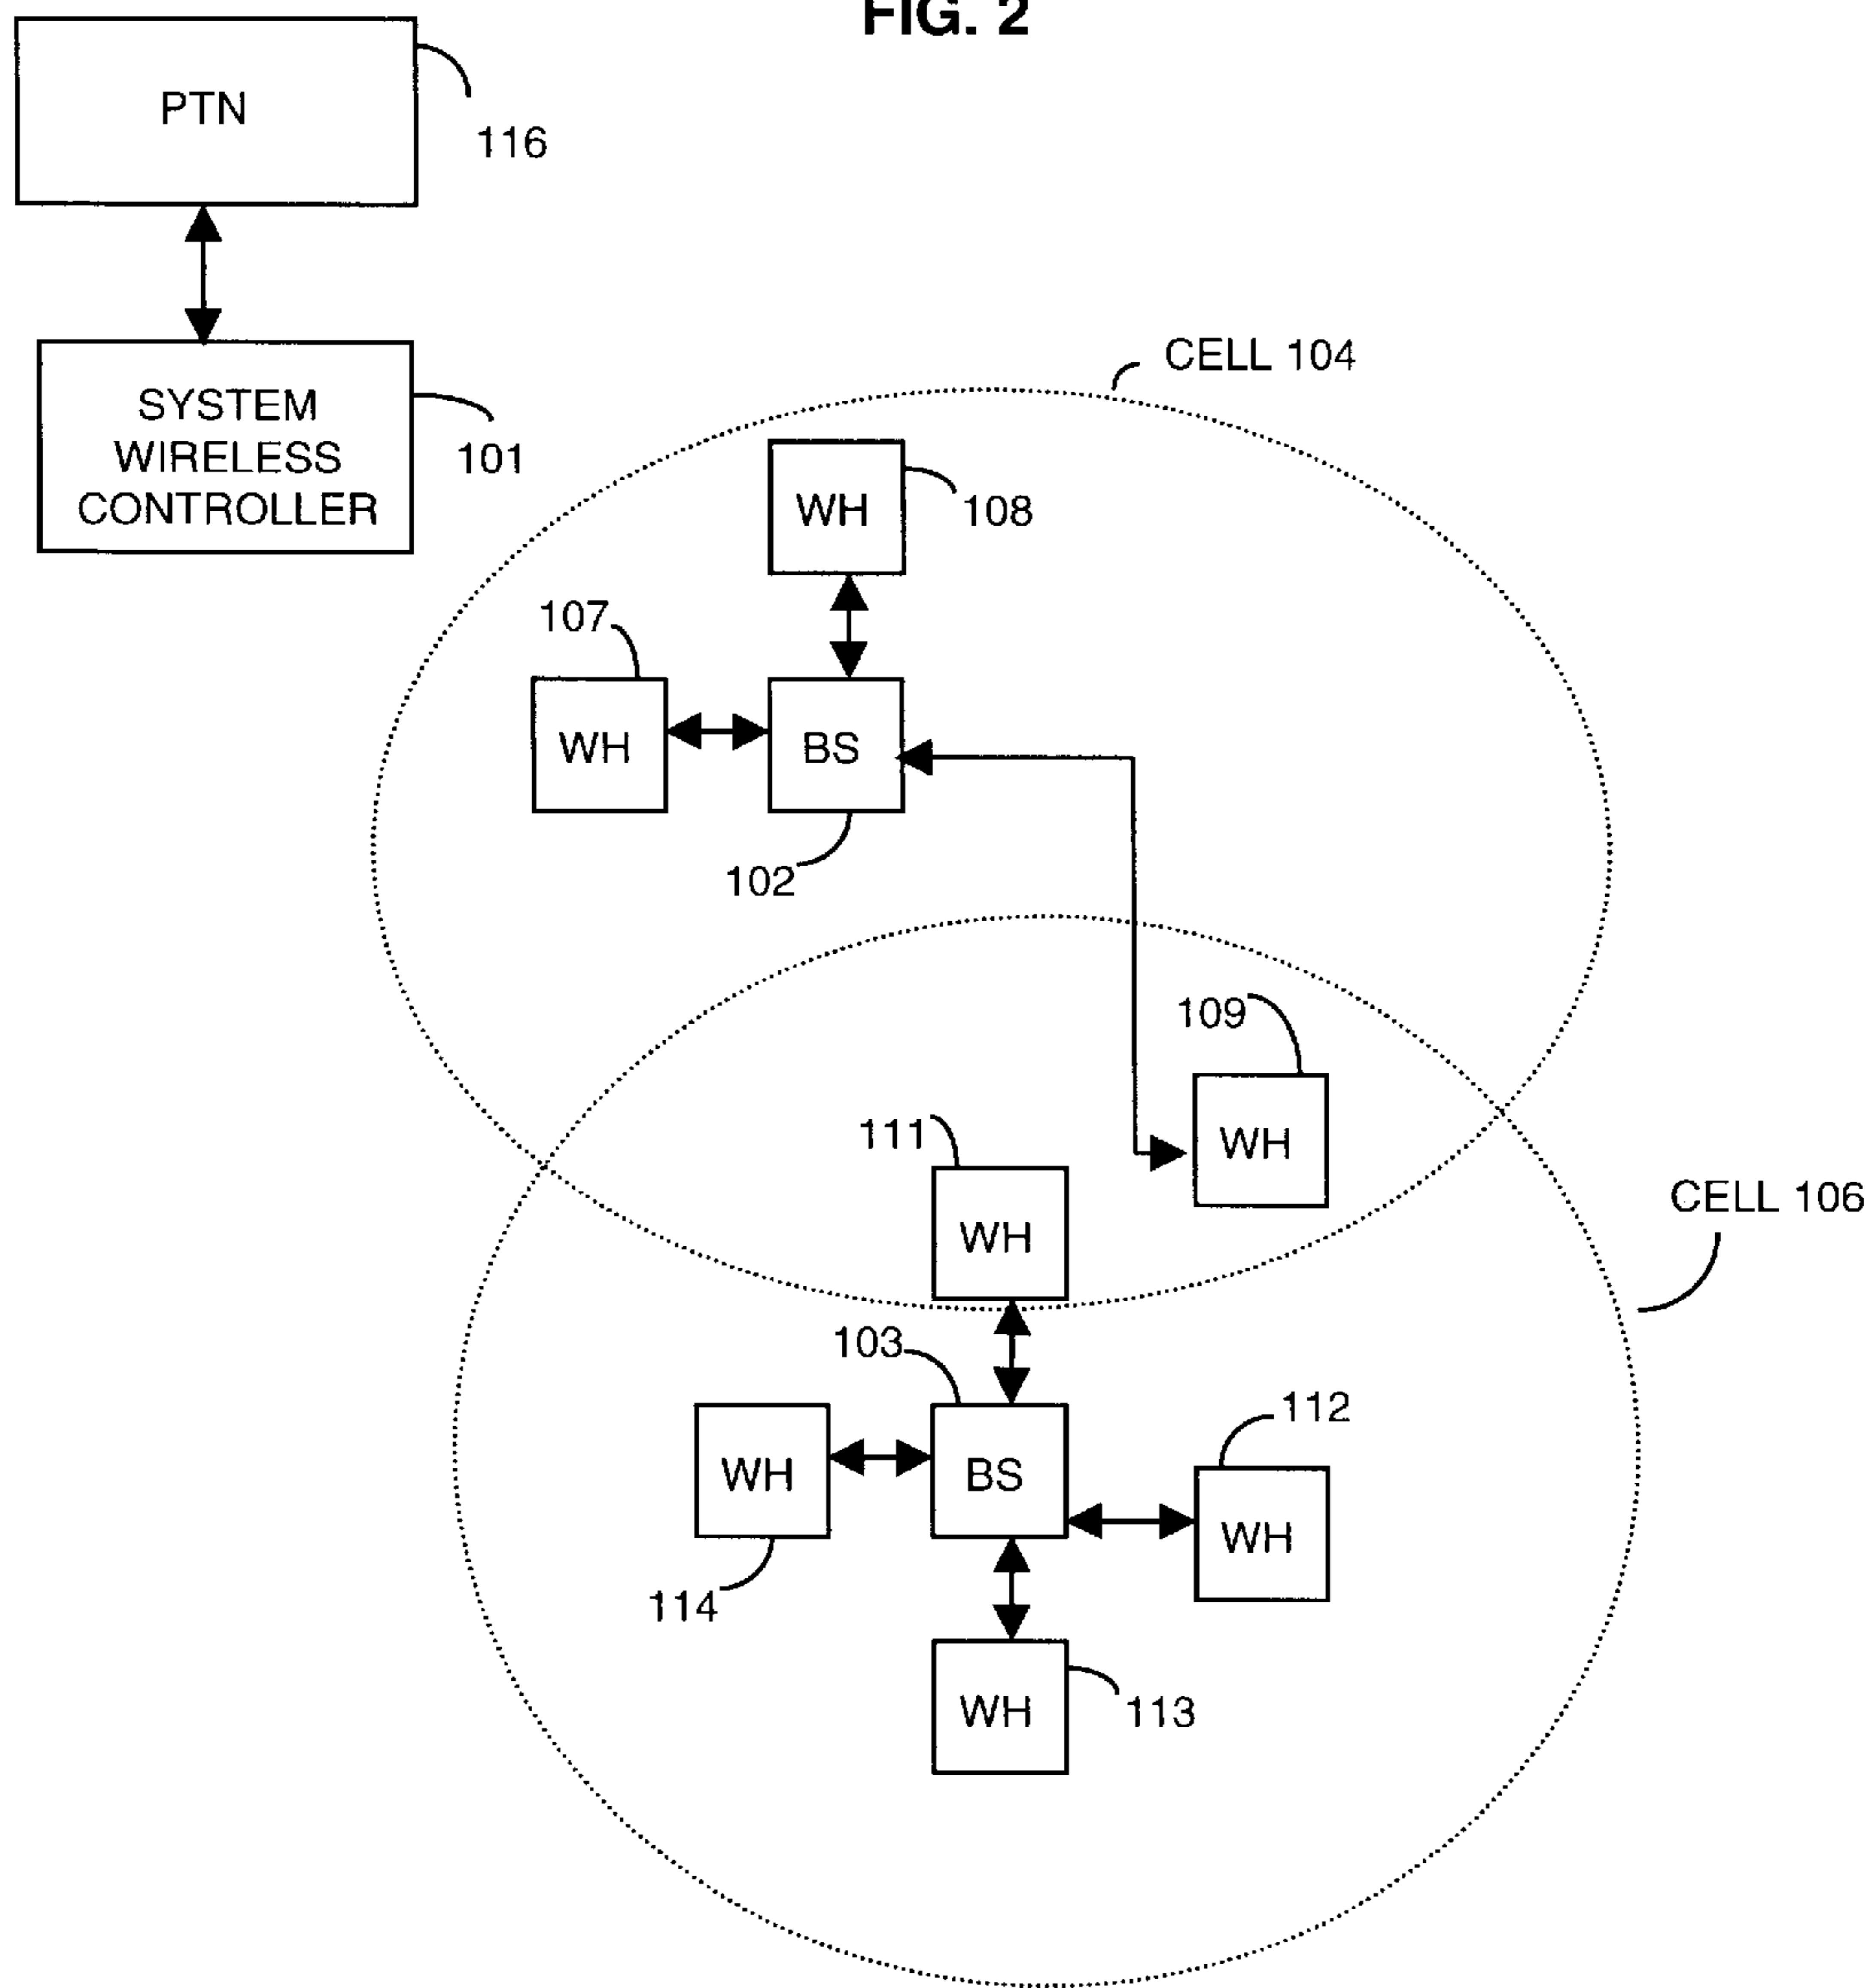 FIG. 2
PTN
116
SYSTEM
WIRELESS
CONTROLLER
101
CELL 104
WH
108
107
WH
BS
102
109
WH
111
WH
CELL 106
103
BS
112
WH
WH
114
WH
113